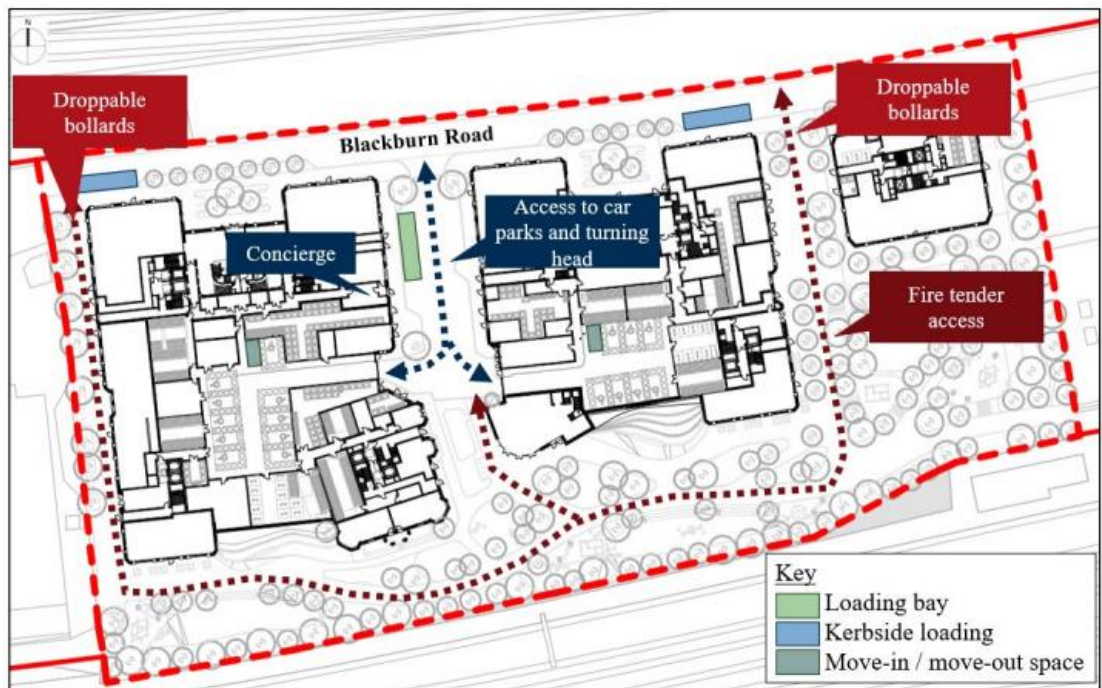 N
Droppable
bollards
Droppable
bollards
Blackburn Road
Access to car
parks and turning
head
Concierge
Fire tender
access
Key
Loading bay
Kerbside loading
Move-in / move-out space